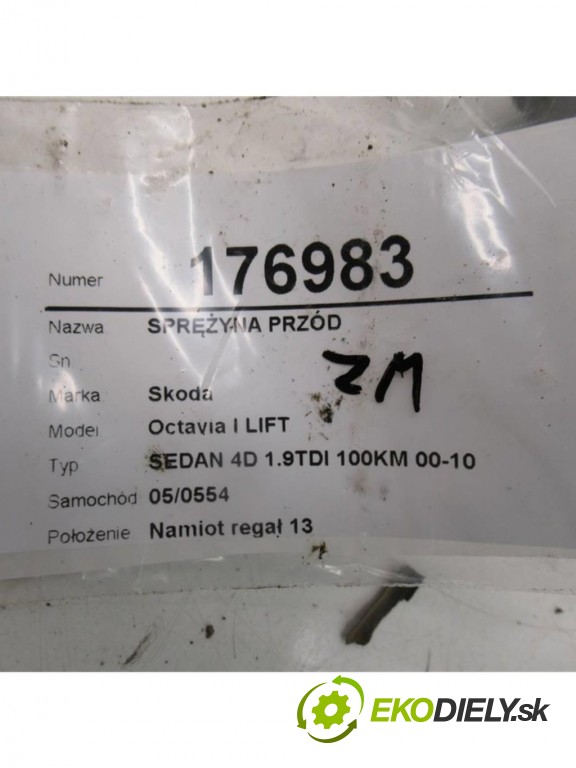 Numer 176983
Nazwa SPRĘŻYNA PRZÓD
Sn
ZM
Marka Skoda
Model Octavia I LIFT
Typ SEDAN 4D 1.9TDI 100KM 00-10
Samochód 05/0554
Położenie Namiot regał 13
EKODIELY.sk